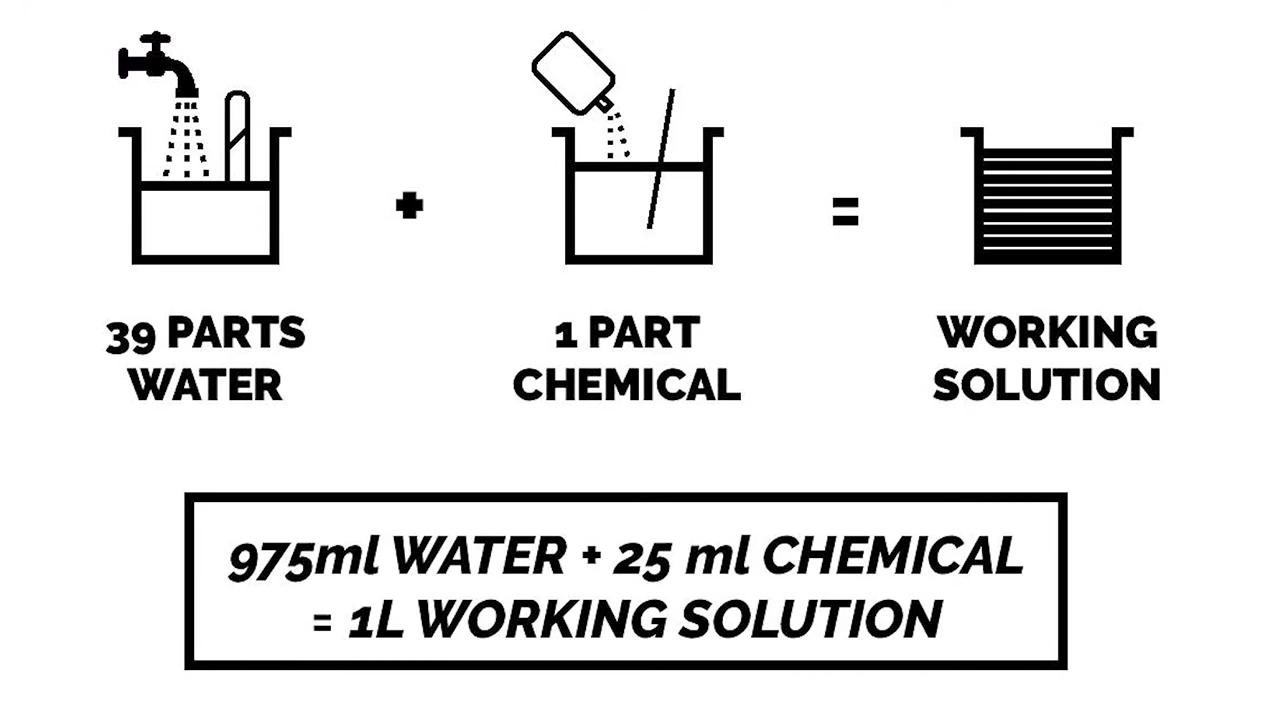 39 PARTS
WATER
+
1 PART
CHEMICAL
=
WORKING
SOLUTION
975ml WATER + 25 ml CHEMICAL
= 1L WORKING SOLUTION